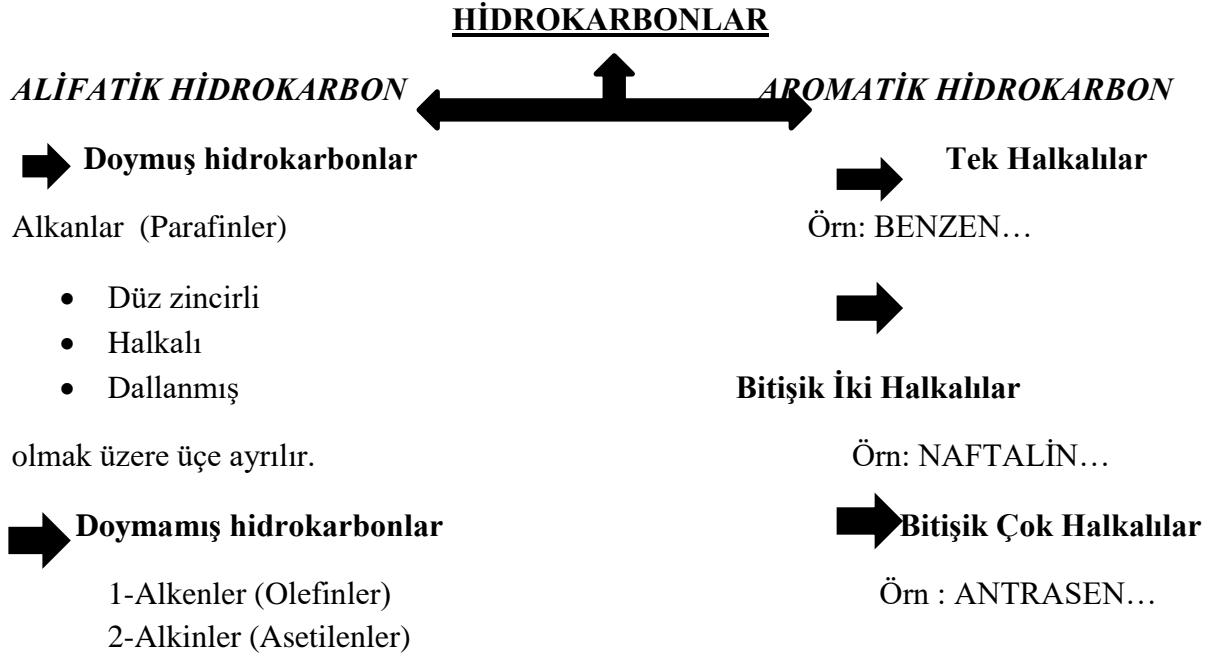 HİDROKARBONLAR
ALİFATİK HİDROKARBON
Doymuş hidrokarbonlar
Alkanlar (Parafinler)
• Düz zincirli
• Halkalı
• Dallanmış
olmak üzere üçe ayrılır.
Doymamış hidrokarbonlar
1-Alkenler (Olefinler)
2-Alkinler (Asetilenler)
AROMATİK HİDROKARBON
Tek Halkalılar
Örn: BENZEN…
Bitişik İki Halkalılar
Örn: NAFTALİN…
Bitişik Çok Halkalılar
Örn : ANTRASEN…